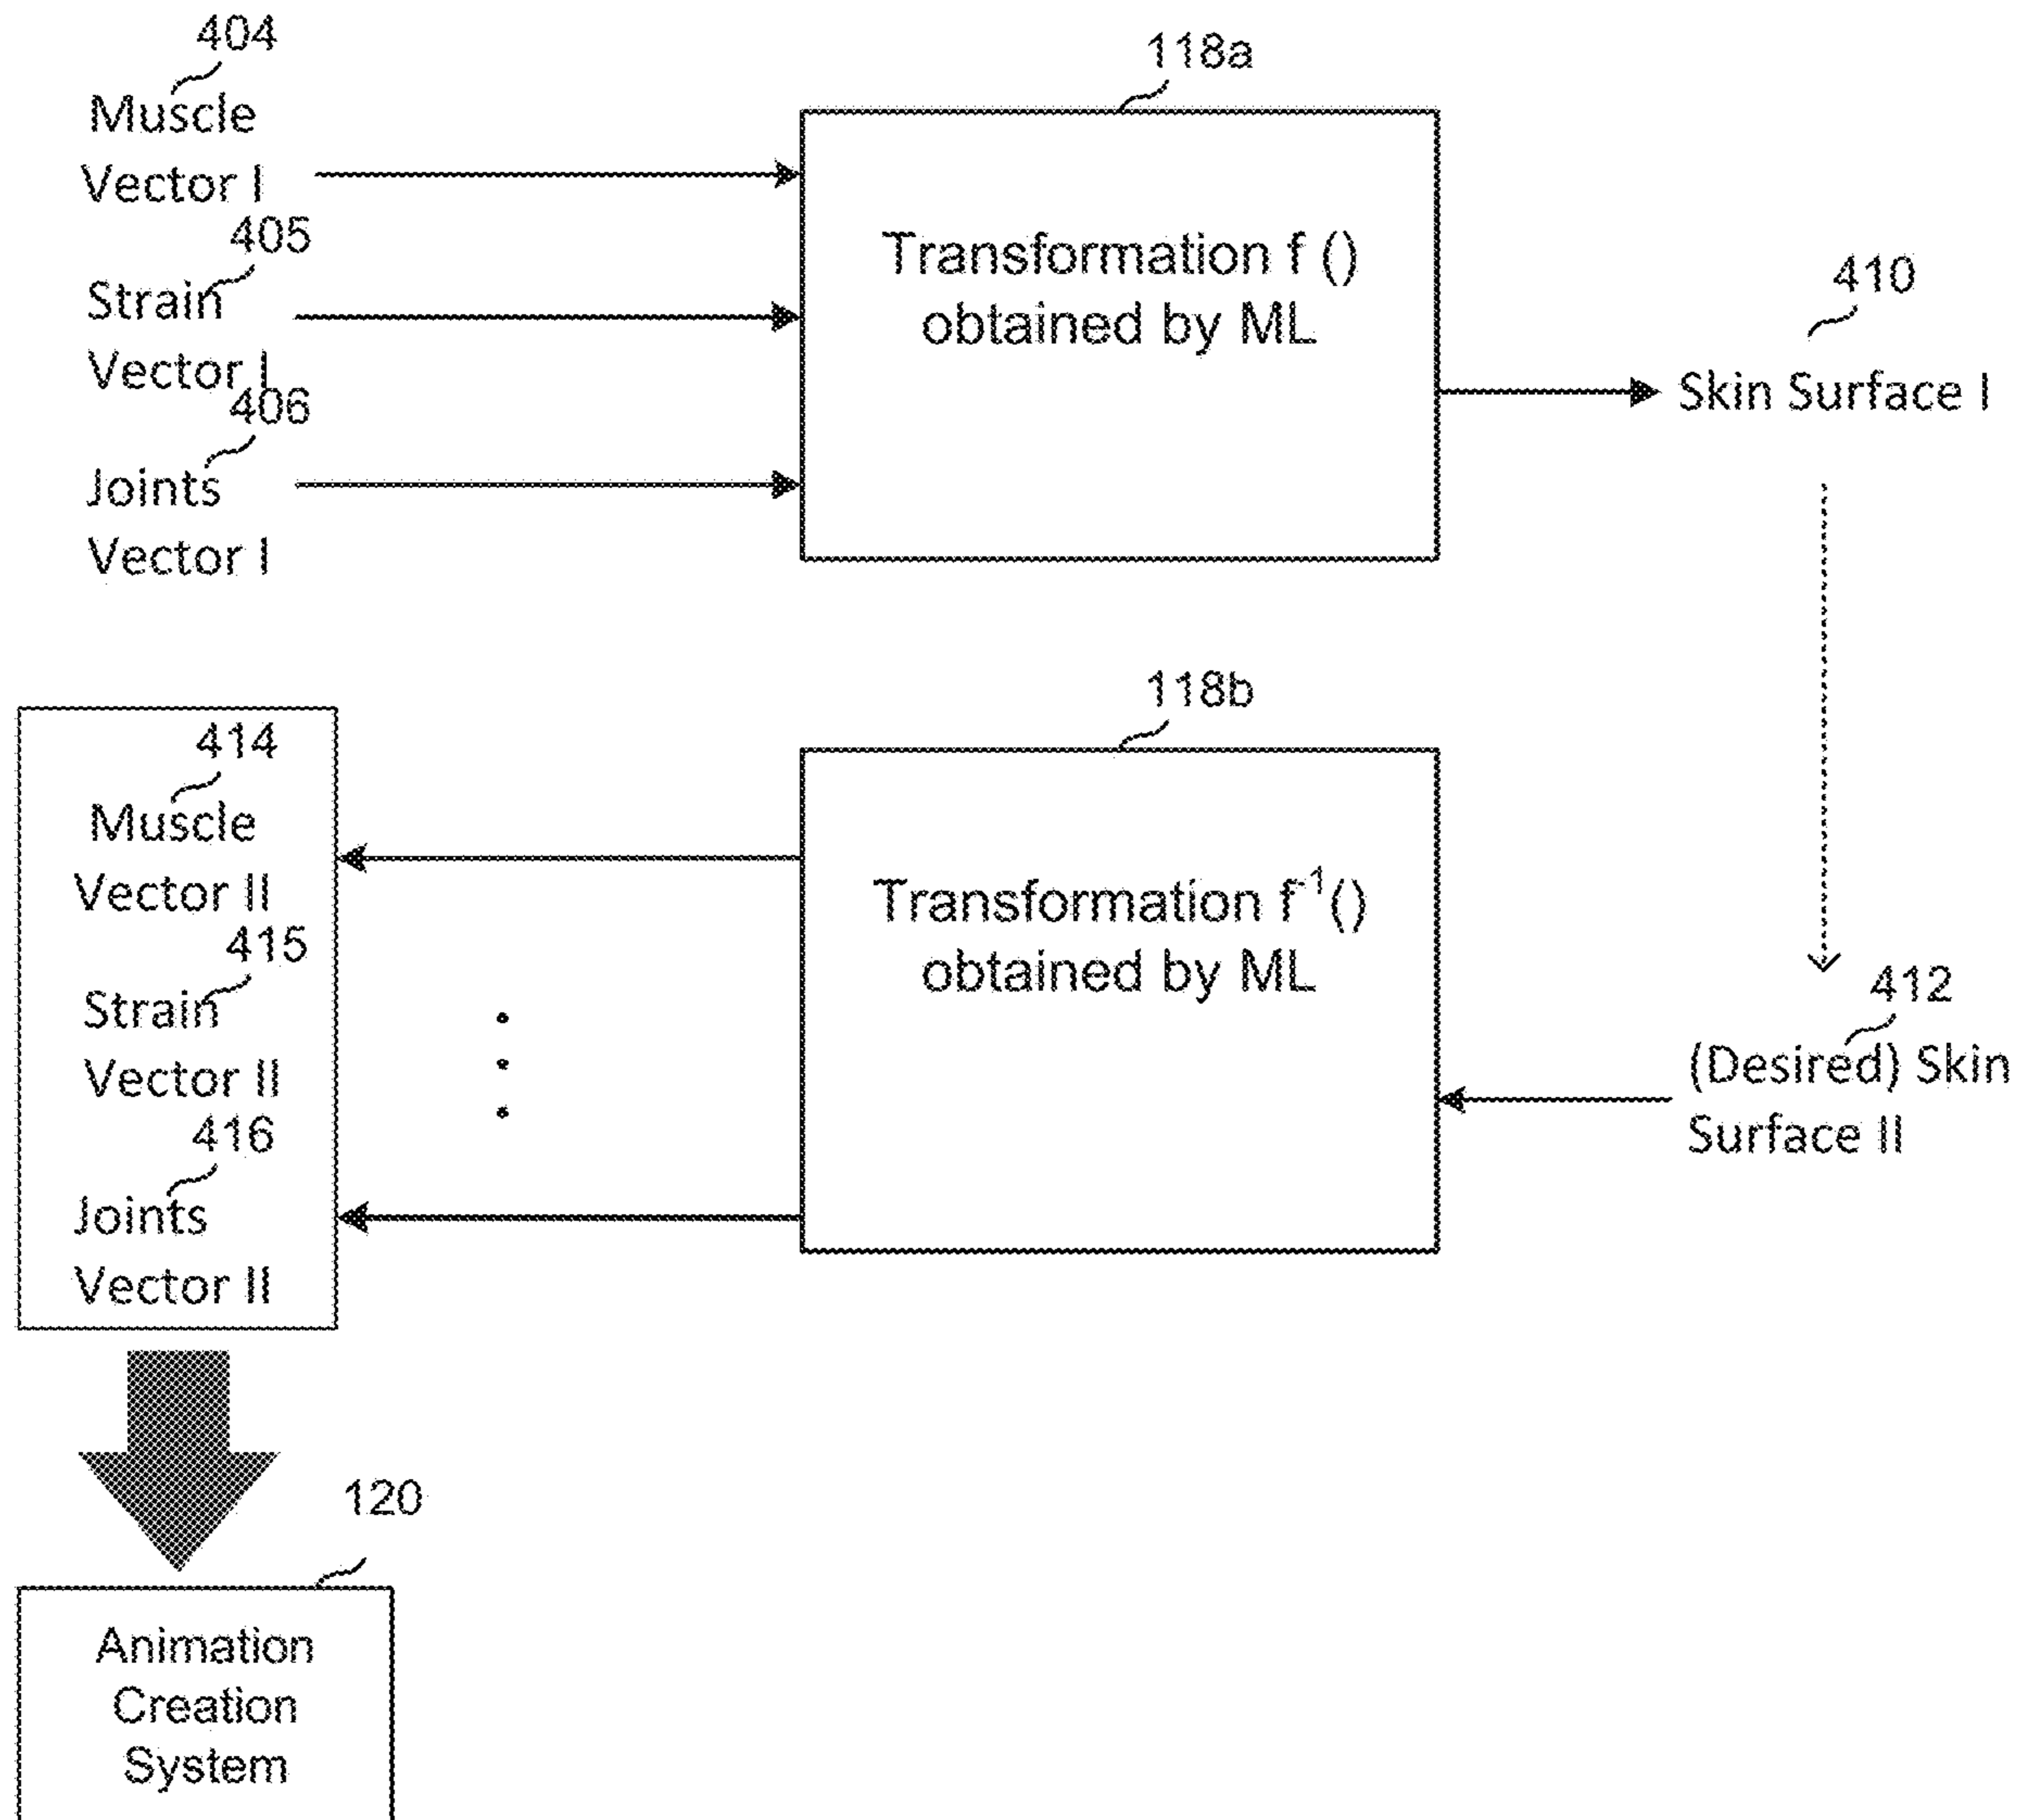 404
Muscle
Vector I
405
Strain
Vector I
406
Joints
Vector I
118a
Transformation f ()
obtained by ML
410
Skin Surface I
118b
Transformation f⁻¹()
obtained by ML
412
(Desired) Skin
Surface II
414
Muscle
Vector II
415
Strain
Vector II
416
Joints
Vector II
120
Animation
Creation
System